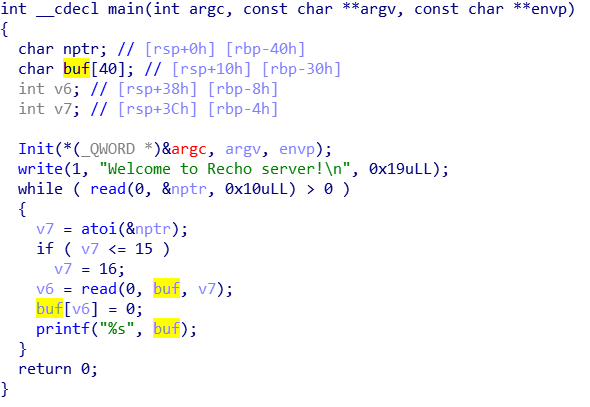 int __cdecl main(int argc, const char **argv, const char **envp)
{
  char nptr; // [rsp+0h] [rbp-40h]
  char buf[40]; // [rsp+10h] [rbp-30h]
  int v6; // [rsp+38h] [rbp-8h]
  int v7; // [rsp+3Ch] [rbp-4h]

  Init(*(_QWORD *)&argc, argv, envp);
  write(1, "Welcome to Recho server!\n", 0x19uLL);
  while ( read(0, &nptr, 0x10uLL) > 0 )
  {
    v7 = atoi(&nptr);
    if ( v7 <= 15 )
      v7 = 16;
    v6 = read(0, buf, v7);
    buf[v6] = 0;
    printf("%s", buf);
  }
  return 0;
}